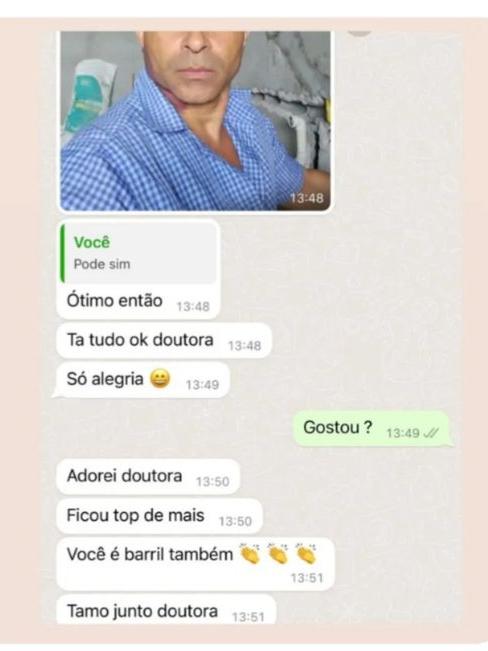 13:48
Você
Pode sim
Ótimo então 13:48
Ta tudo ok doutora 13:48
Só alegria 😄 13:49
Gostou ? 13:49
Adorei doutora 13:50
Ficou top de mais 13:50
Você é barril também 👏 👏 👏
13:51
Tamo junto doutora 13:51